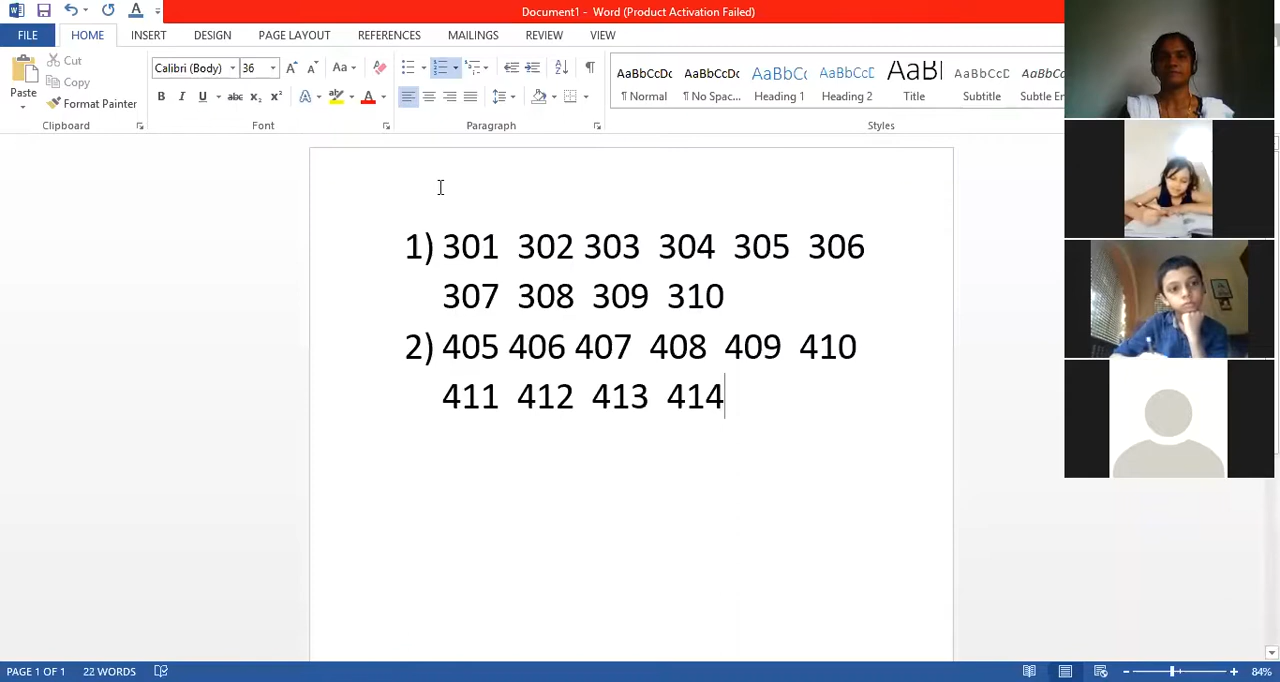 Document1 - Word (Product Activation Failed)
FILE HOME INSERT DESIGN PAGE LAYOUT REFERENCES MAILINGS REVIEW VIEW
Cut
Copy
Format Painter
Paste
Calibri (Body) 36
AaBbCcDc AaBbCcDc AaBbCc AaBbCcD AaBl AaBbCcD AaBbCcDc
¶ Normal ¶ No Spac... Heading 1 Heading 2 Title Subtitle Subtle Em
Clipboard Font Paragraph Styles
1) 301 302 303 304 305 306
307 308 309 310
2) 405 406 407 408 409 410
411 412 413 414
PAGE 1 OF 1 22 WORDS 84%